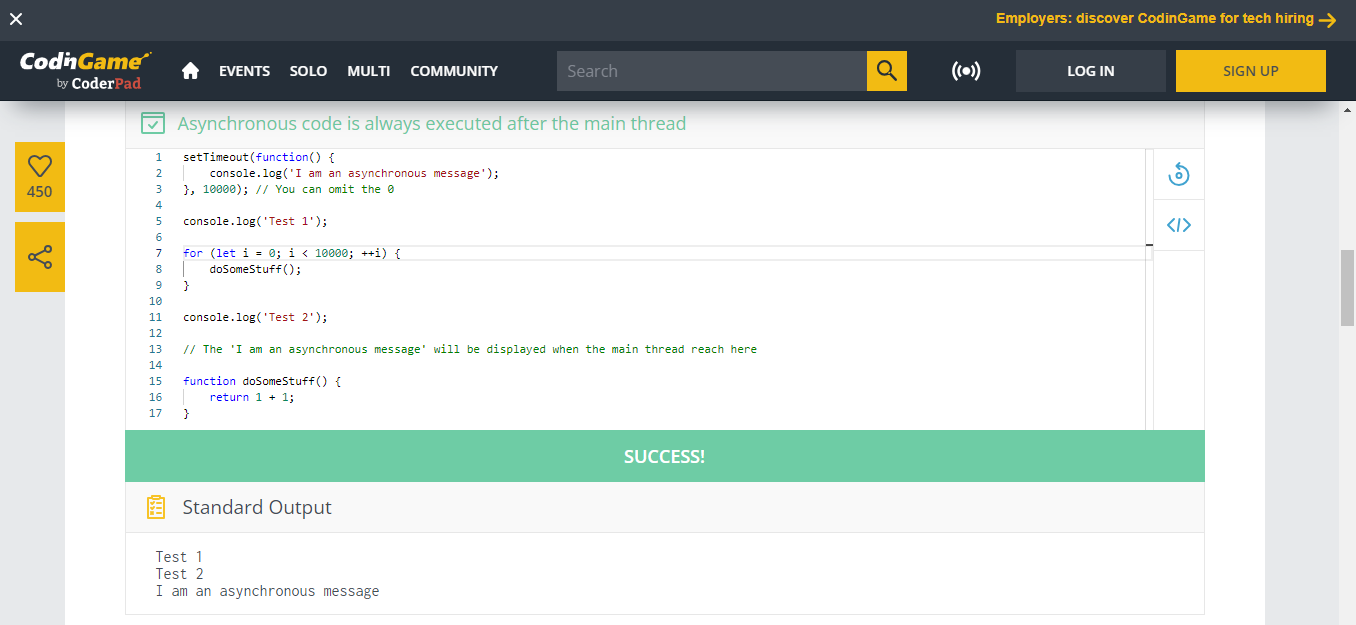 Employers: discover CodinGame for tech hiring
CodinGame
by CoderPad
EVENTS SOLO MULTI COMMUNITY
Search
LOG IN
SIGN UP
450
Asynchronous code is always executed after the main thread
1 setTimeout(function() {
2     console.log('I am an asynchronous message');
3 }, 10000); // You can omit the 0
4
5 console.log('Test 1');
6
7 for (let i = 0; i < 10000; ++i) {
8     doSomeStuff();
9 }
10
11 console.log('Test 2');
12
13 // The 'I am an asynchronous message' will be displayed when the main thread reach here
14
15 function doSomeStuff() {
16     return 1 + 1;
17 }
SUCCESS!
Standard Output
Test 1
Test 2
I am an asynchronous message